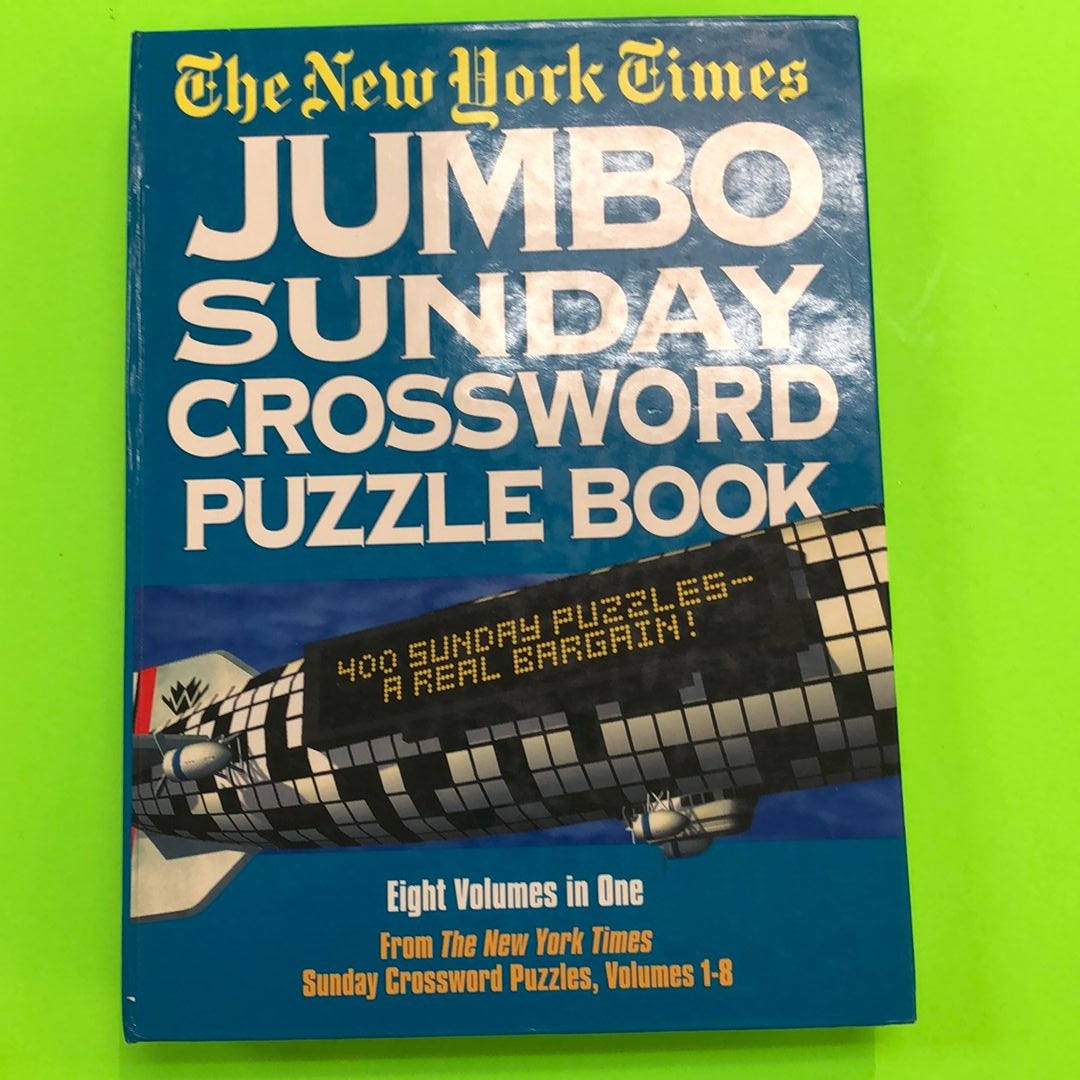 The New York Times
JUMBO
SUNDAY
CROSSWORD
PUZZLE BOOK
400 SUNDAY PUZZLES—
A REAL BARGAIN!
W
Eight Volumes in One
From The New York Times
Sunday Crossword Puzzles, Volumes 1-8